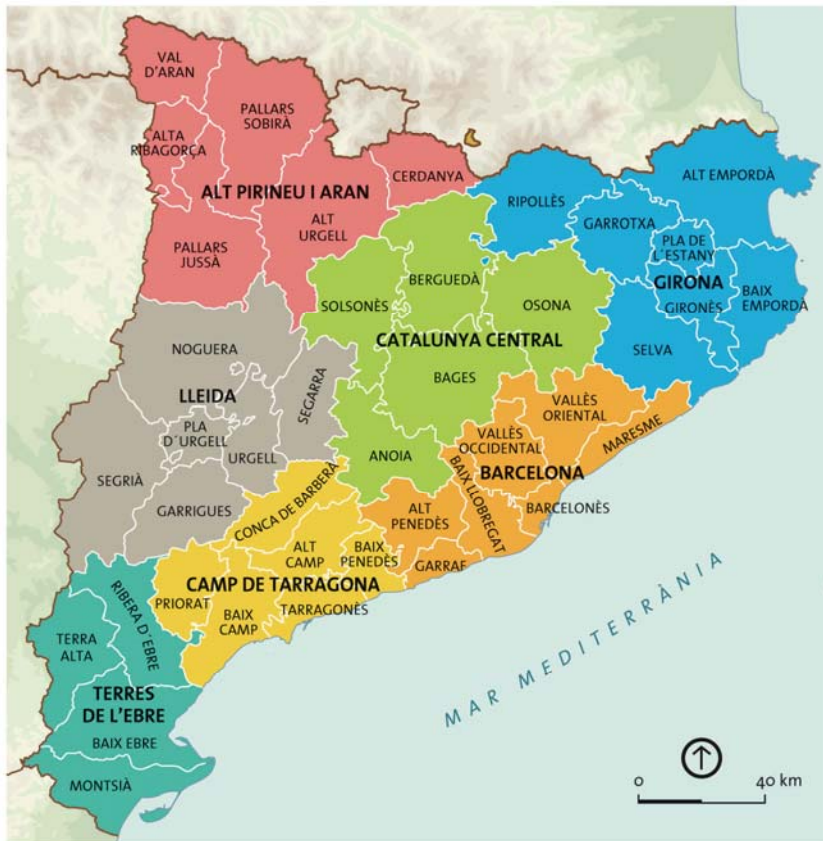 VAL
D'ARAN
PALLARS
SOBIRÀ
ALTA
RIBAGORÇA
ALT PIRINEU I ARAN
CERDANYA
ALT
URGELL
PALLARS
JUSSÀ
RIPOLLÈS
ALT EMPORDÀ
GARROTXA
PLA DE
L'ESTANY
GIRONA
GIRONÈS
BAIX
EMPORDÀ
SELVA
BERGUEDÀ
SOLSONÈS
OSONA
CATALUNYA CENTRAL
BAGES
ANOIA
NOGUERA
LLEIDA
SEGARRA
PLA
D´URGELL
URGELL
SEGRIÀ
GARRIGUES
VALLÈS
ORIENTAL
MARESME
VALLÈS
OCCIDENTAL
BARCELONA
BAIX LLOBREGAT
BARCELONÈS
ALT
PENEDÈS
GARRAF
CONCA DE BARBERÀ
ALT
CAMP
BAIX
PENEDÈS
CAMP DE TARRAGONA
PRIORAT
BAIX
CAMP
TARRAGONÈS
RIBERA D´EBRE
TERRA
ALTA
TERRES
DE L'EBRE
BAIX EBRE
MONTSIÀ
MAR MEDITERRÀNIA
0 40 km